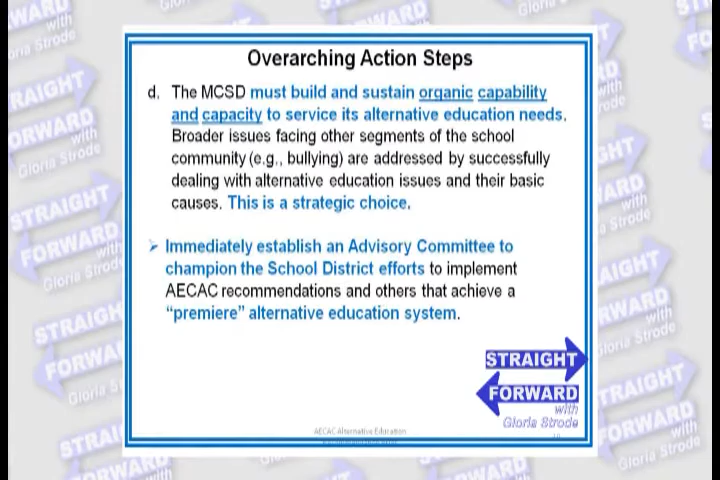 Overarching Action Steps
d. The MCSD must build and sustain organic capability
and capacity to service its alternative education needs.
Broader issues facing other segments of the school
community (e.g., bullying) are addressed by successfully
dealing with alternative education issues and their basic
causes. This is a strategic choice.
➢ Immediately establish an Advisory Committee to
champion the School District efforts to implement
AECAC recommendations and others that achieve a
“premiere” alternative education system.
STRAIGHT
FORWARD
with
Gloria Strode
AECAC Alternative Education